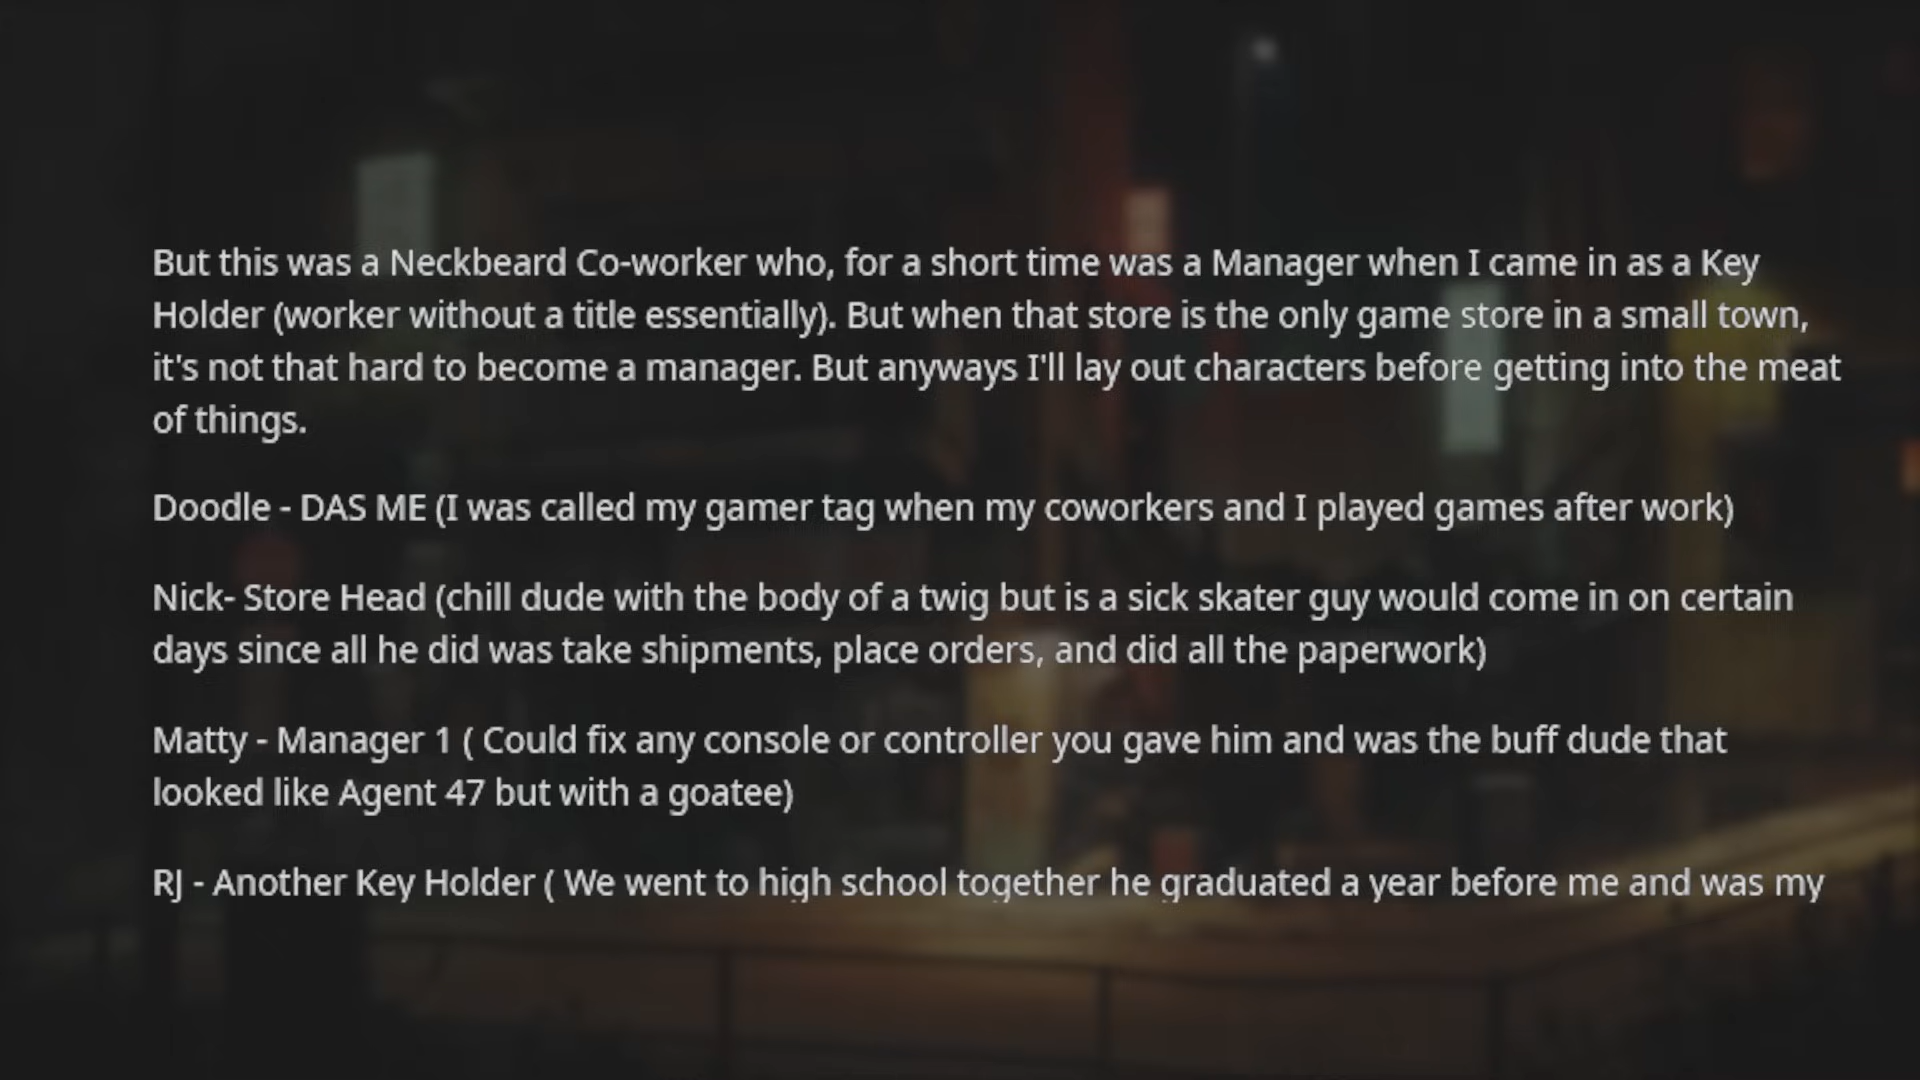 But this was a Neckbeard Co-worker who, for a short time was a Manager when I came in as a Key
Holder (worker without a title essentially). But when that store is the only game store in a small town,
it's not that hard to become a manager. But anyways I'll lay out characters before getting into the meat
of things.
Doodle - DAS ME (I was called my gamer tag when my coworkers and I played games after work)
Nick- Store Head (chill dude with the body of a twig but is a sick skater guy would come in on certain
days since all he did was take shipments, place orders, and did all the paperwork)
Matty - Manager 1 ( Could fix any console or controller you gave him and was the buff dude that
looked like Agent 47 but with a goatee)
RJ - Another Key Holder ( We went to high school together he graduated a year before me and was my